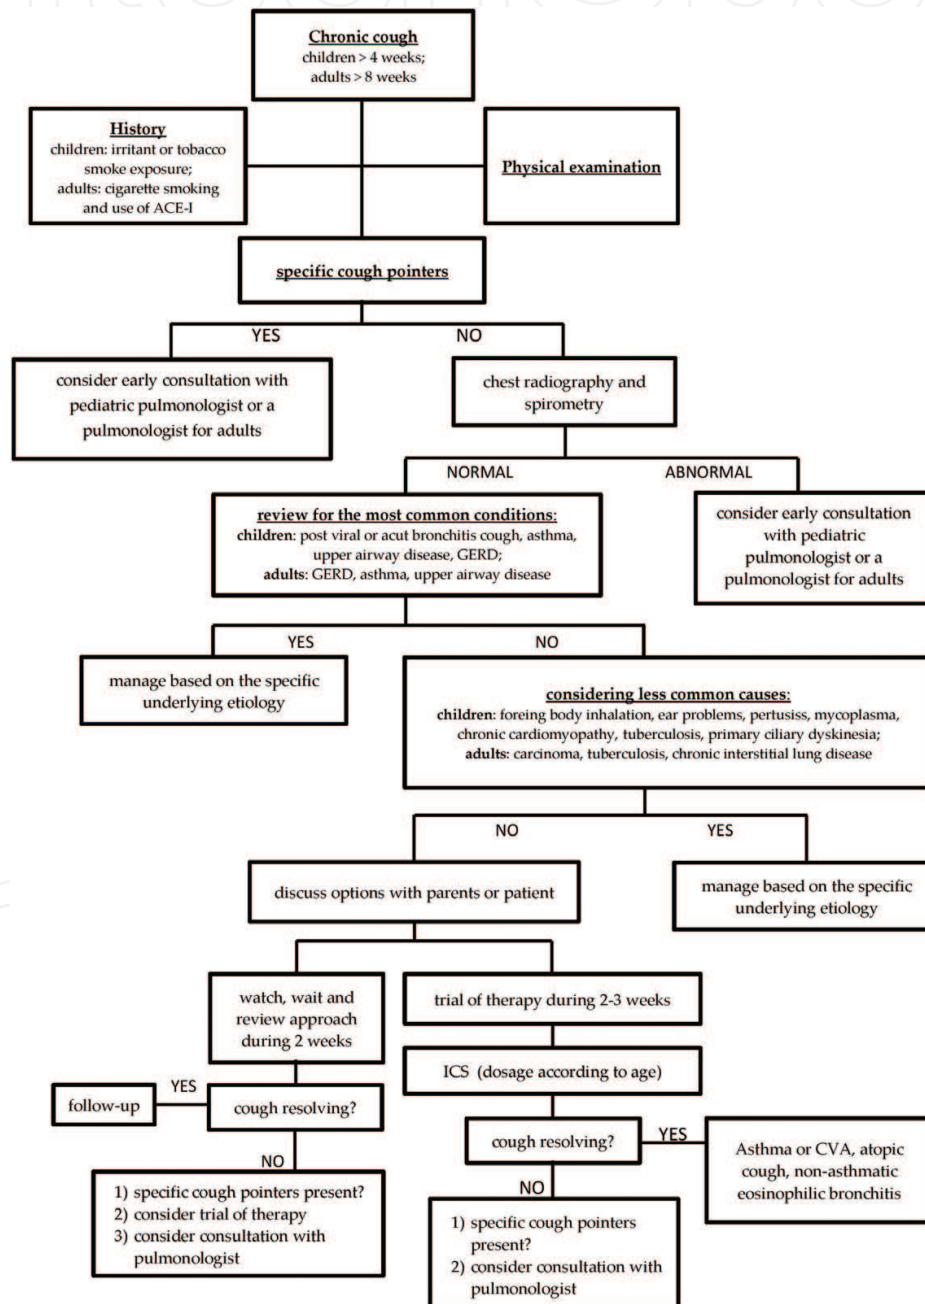 Chronic cough
children > 4 weeks;
adults > 8 weeks
History
children: irritant or tobacco
smoke exposure;
adults: cigarette smoking
and use of ACE-I
Physical examination
specific cough pointers
YES
NO
consider early consultation with
pediatric pulmonologist or a
pulmonologist for adults
chest radiography and
spirometry
NORMAL
ABNORMAL
review for the most common conditions:
children: post viral or acut bronchitis cough, asthma,
upper airway disease, GERD;
adults: GERD, asthma, upper airway disease
consider early consultation
with pediatric
pulmonologist or a
pulmonologist for adults
YES
NO
manage based on the specific
underlying etiology
considering less common causes:
children: foreing body inhalation, ear problems, pertusiss, mycoplasma,
chronic cardiomyopathy, tuberculosis, primary ciliary dyskinesia;
adults: carcinoma, tuberculosis, chronic interstitial lung disease
NO
YES
discuss options with parents or patient
manage based on the specific
underlying etiology
watch, wait and
review approach
during 2 weeks
trial of therapy during 2-3 weeks
ICS (dosage according to age)
follow-up
YES
cough resolving?
cough resolving?
YES
Asthma or CVA, atopic
cough, non-asthmatic
eosinophilic bronchitis
NO
NO
1) specific cough pointers present?
2) consider trial of therapy
3) consider consultation with
pulmonologist
1) specific cough pointers
present?
2) consider consultation with
pulmonologist